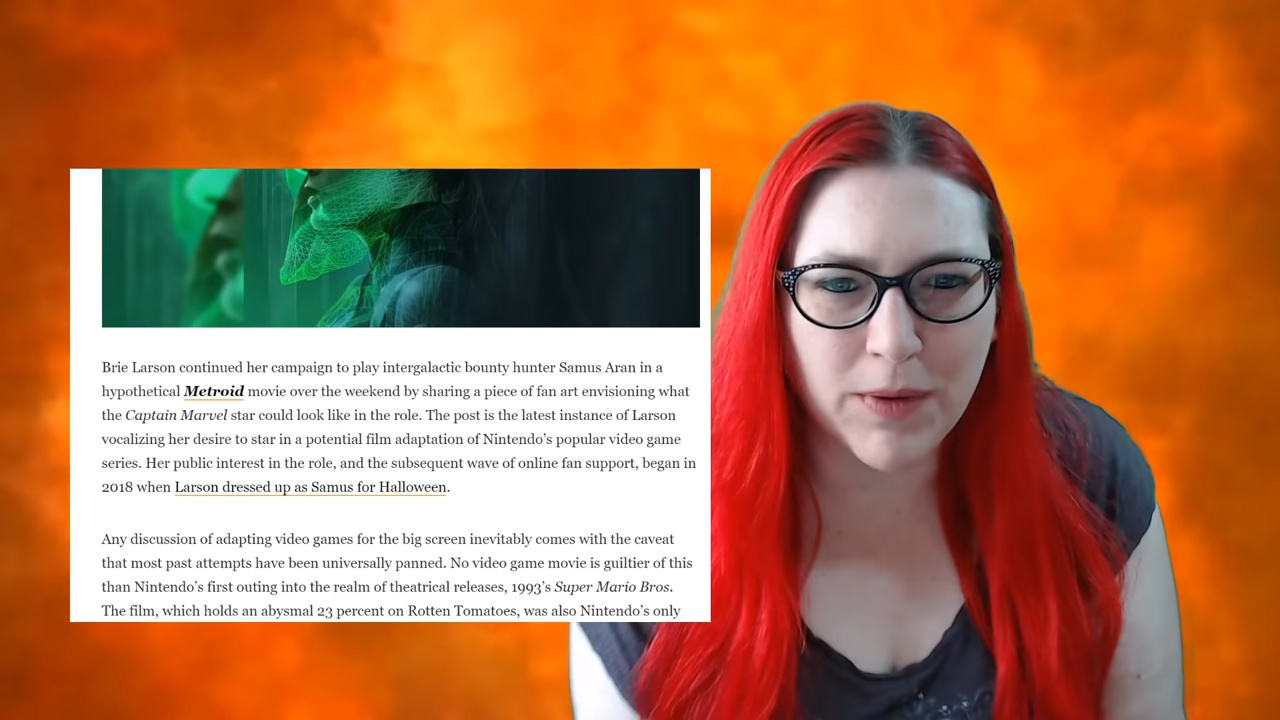 Brie Larson continued her campaign to play intergalactic bounty hunter Samus Aran in a
hypothetical Metroid movie over the weekend by sharing a piece of fan art envisioning what
the Captain Marvel star could look like in the role. The post is the latest instance of Larson
vocalizing her desire to star in a potential film adaptation of Nintendo’s popular video game
series. Her public interest in the role, and the subsequent wave of online fan support, began in
2018 when Larson dressed up as Samus for Halloween.
Any discussion of adapting video games for the big screen inevitably comes with the caveat
that most past attempts have been universally panned. No video game movie is guiltier of this
than Nintendo’s first outing into the realm of theatrical releases, 1993’s Super Mario Bros.
The film, which holds an abysmal 23 percent on Rotten Tomatoes, was also Nintendo’s only